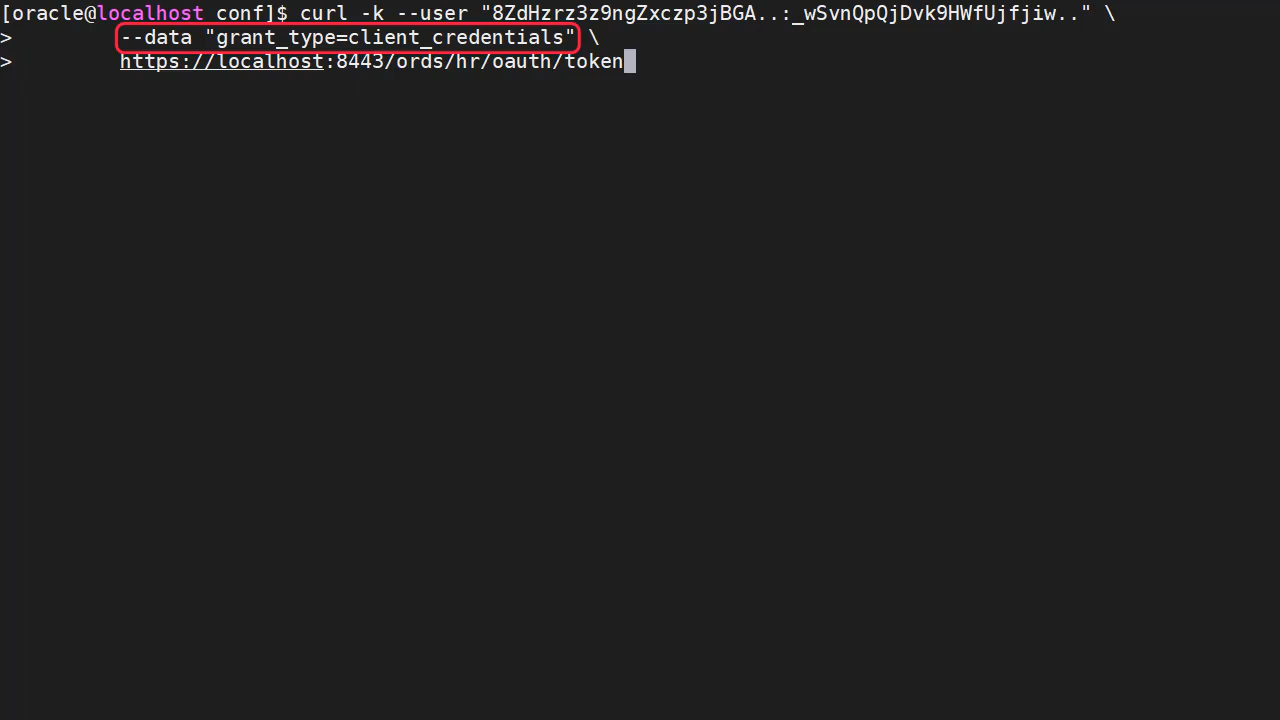 [oracle@localhost conf]$ curl -k --user "8ZdHzrz3z9ngZxczp3jBGA..:_wSvnQpQjDvk9HWfUjfjiw.." \
> --data "grant_type=client_credentials" \
> https://localhost:8443/ords/hr/oauth/token